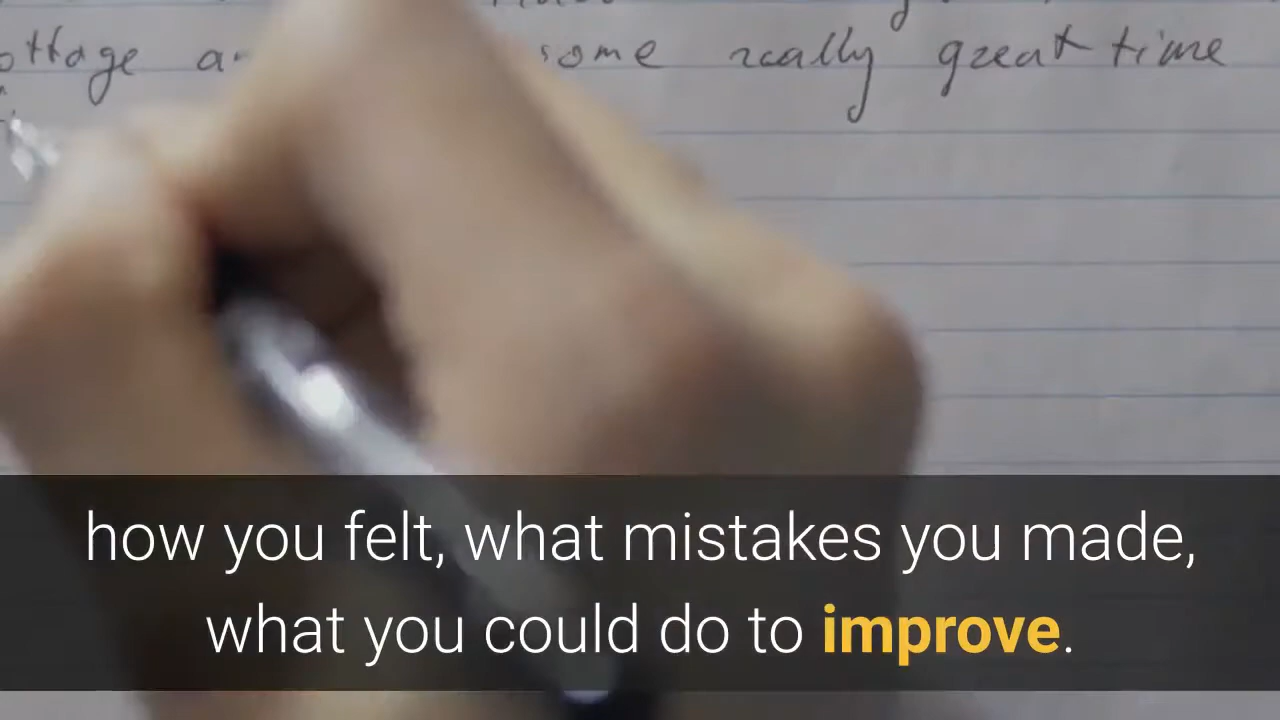 ottage a some really great time
how you felt, what mistakes you made,
what you could do to improve.